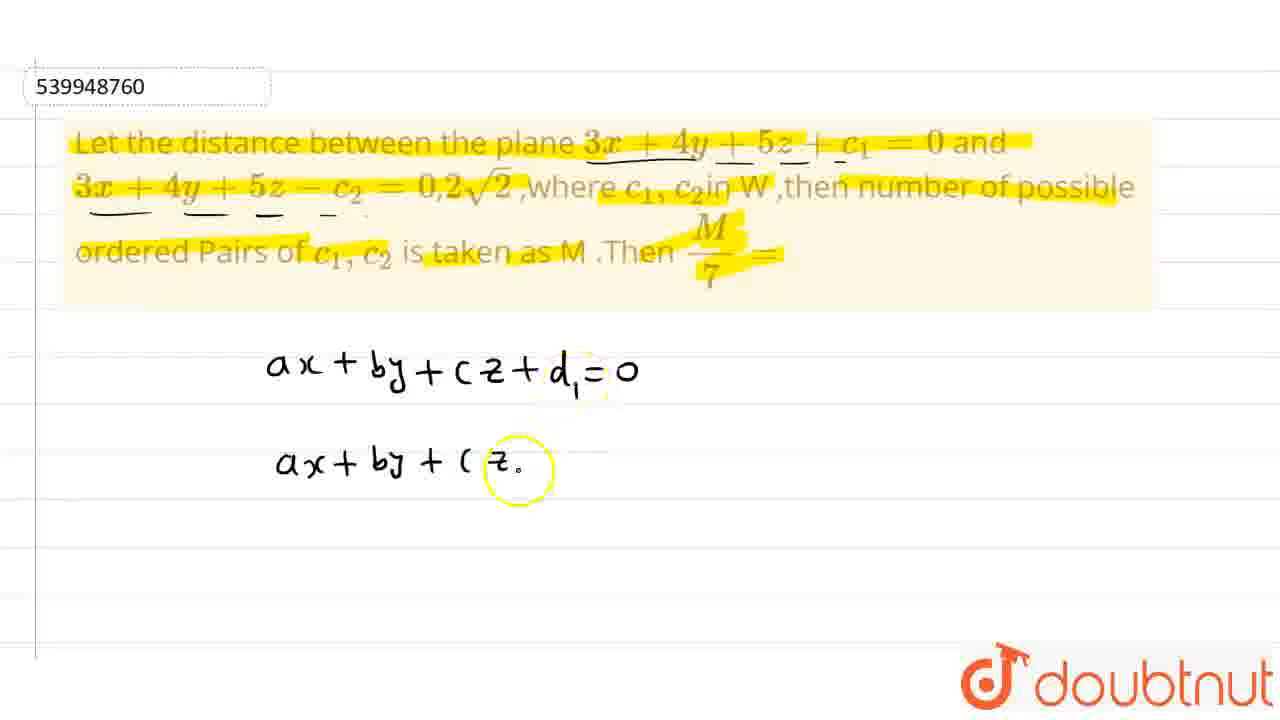 539948760
Let the distance between the plane 3x + 4y + 5z + c₁ = 0 and
3x + 4y + 5z − c₂ = 0,2√2 ,where c₁, c₂in W ,then number of possible
ordered Pairs of c₁, c₂ is taken as M .Then M/7 =
ax + by + cz + d₁ = 0
ax + by + cz
doubtnut